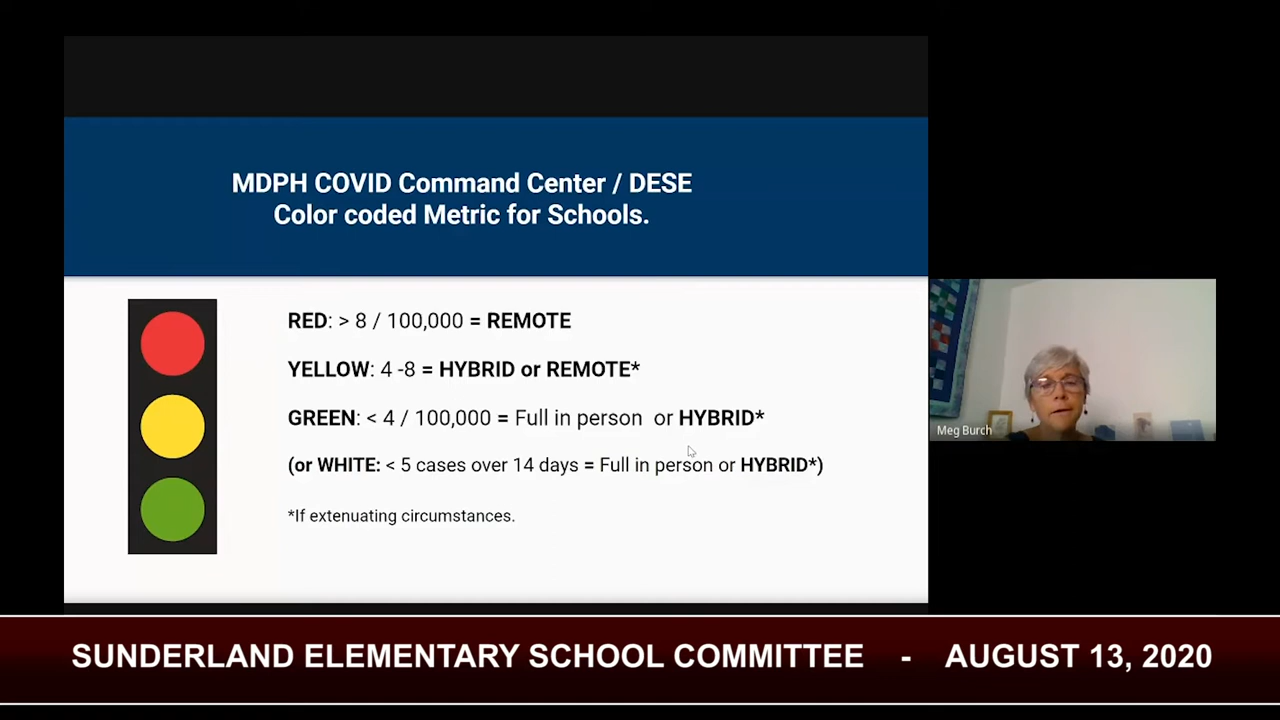 MDPH COVID Command Center / DESE
Color coded Metric for Schools.
RED: > 8 / 100,000 = REMOTE
YELLOW: 4 -8 = HYBRID or REMOTE*
GREEN: < 4 / 100,000 = Full in person or HYBRID*
(or WHITE: < 5 cases over 14 days = Full in person or HYBRID*)
*If extenuating circumstances.
Meg Burch
SUNDERLAND ELEMENTARY SCHOOL COMMITTEE - AUGUST 13, 2020